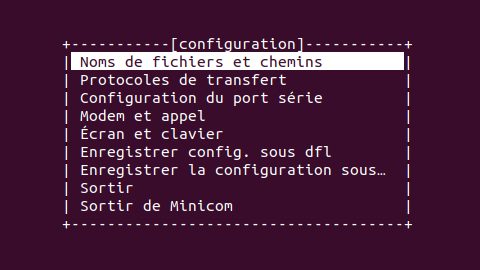 +-----------[configuration]-----------+
| Noms de fichiers et chemins |
| Protocoles de transfert |
| Configuration du port série |
| Modem et appel |
| Écran et clavier |
| Enregistrer config. sous dfl |
| Enregistrer la configuration sous… |
| Sortir |
| Sortir de Minicom |
+-------------------------------------+